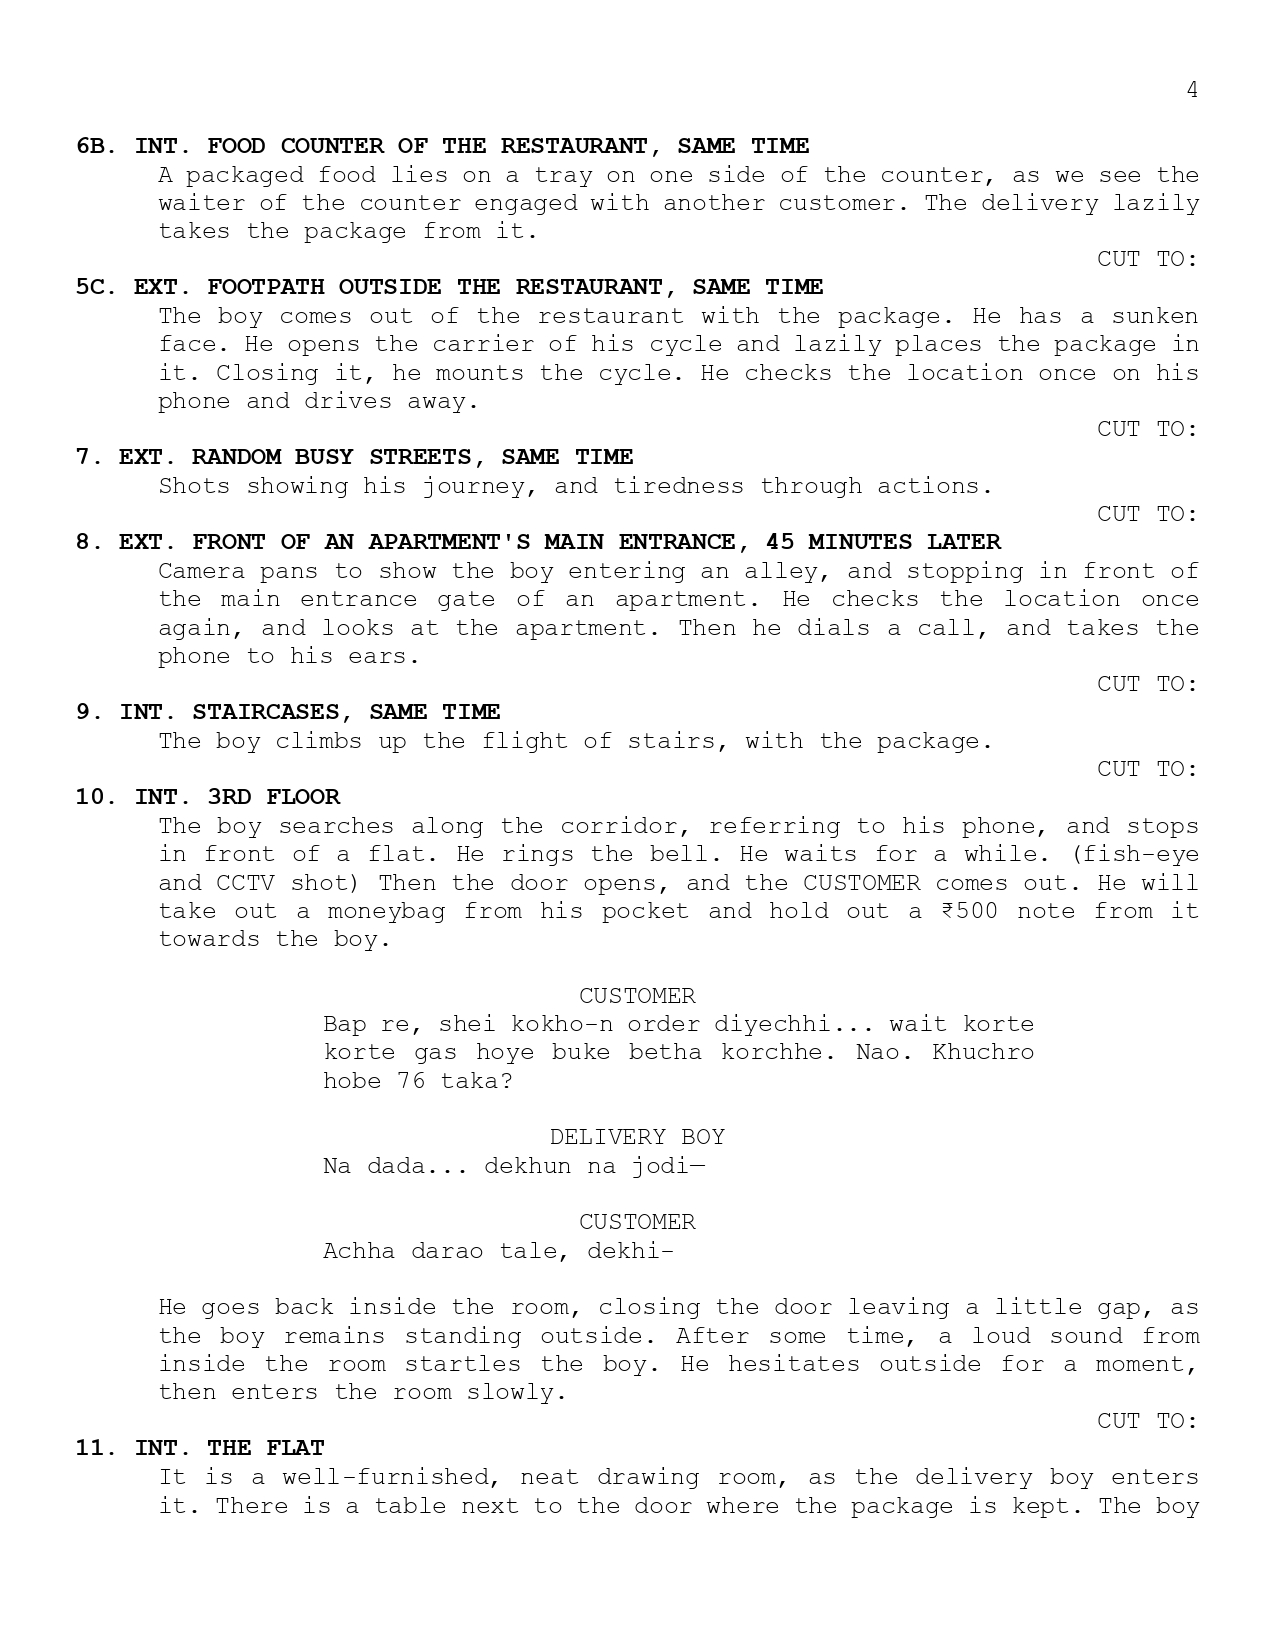 4
6B. INT. FOOD COUNTER OF THE RESTAURANT, SAME TIME
A packaged food lies on a tray on one side of the counter, as we see the
waiter of the counter engaged with another customer. The delivery lazily
takes the package from it.
CUT TO:
5C. EXT. FOOTPATH OUTSIDE THE RESTAURANT, SAME TIME
The boy comes out of the restaurant with the package. He has a sunken
face. He opens the carrier of his cycle and lazily places the package in
it. Closing it, he mounts the cycle. He checks the location once on his
phone and drives away.
CUT TO:
7. EXT. RANDOM BUSY STREETS, SAME TIME
Shots showing his journey, and tiredness through actions.
CUT TO:
8. EXT. FRONT OF AN APARTMENT'S MAIN ENTRANCE, 45 MINUTES LATER
Camera pans to show the boy entering an alley, and stopping in front of
the main entrance gate of an apartment. He checks the location once
again, and looks at the apartment. Then he dials a call, and takes the
phone to his ears.
CUT TO:
9. INT. STAIRCASES, SAME TIME
The boy climbs up the flight of stairs, with the package.
CUT TO:
10. INT. 3RD FLOOR
The boy searches along the corridor, referring to his phone, and stops
in front of a flat. He rings the bell. He waits for a while. (fish-eye
and CCTV shot) Then the door opens, and the CUSTOMER comes out. He will
take out a moneybag from his pocket and hold out a ₹500 note from it
towards the boy.
CUSTOMER
Bap re, shei kokho-n order diyechhi... wait korte
korte gas hoye buke betha korchhe. Nao. Khuchro
hobe 76 taka?
DELIVERY BOY
Na dada... dekhun na jodi—
CUSTOMER
Achha darao tale, dekhi-
He goes back inside the room, closing the door leaving a little gap, as
the boy remains standing outside. After some time, a loud sound from
inside the room startles the boy. He hesitates outside for a moment,
then enters the room slowly.
CUT TO:
11. INT. THE FLAT
It is a well-furnished, neat drawing room, as the delivery boy enters
it. There is a table next to the door where the package is kept. The boy